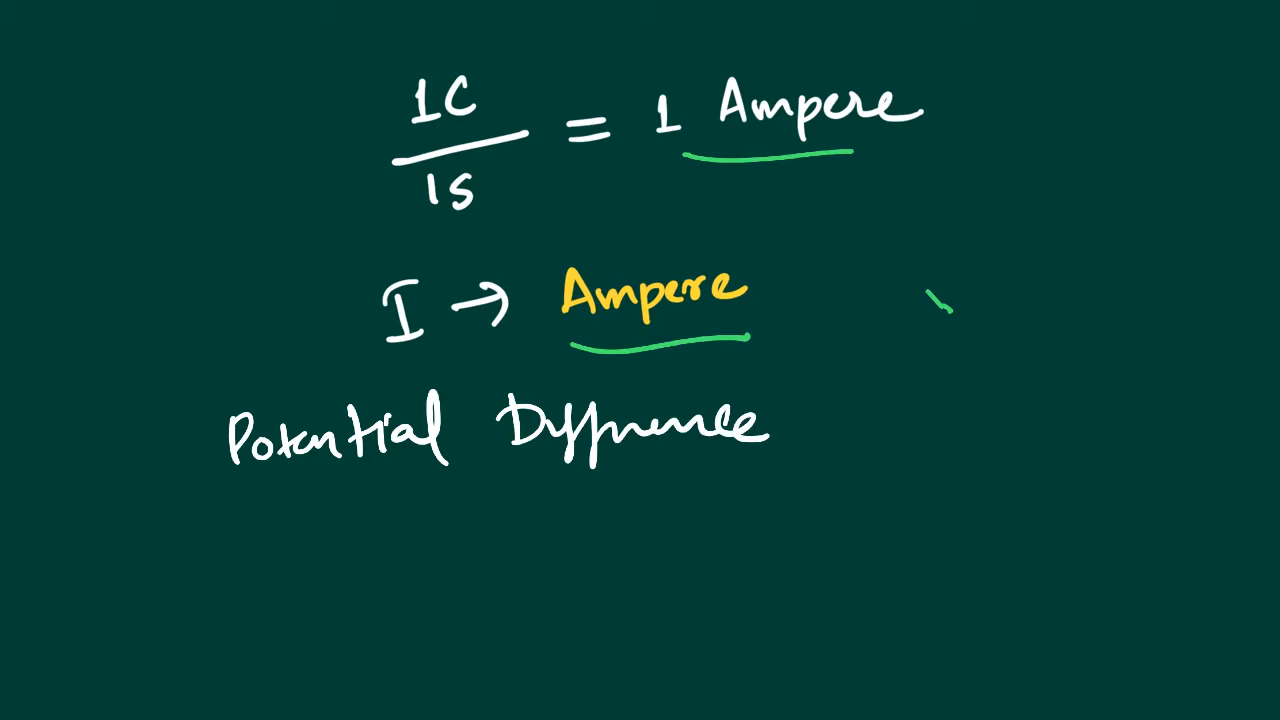 1C
1S
= 1 Ampere
I → Ampere
Potential Difference